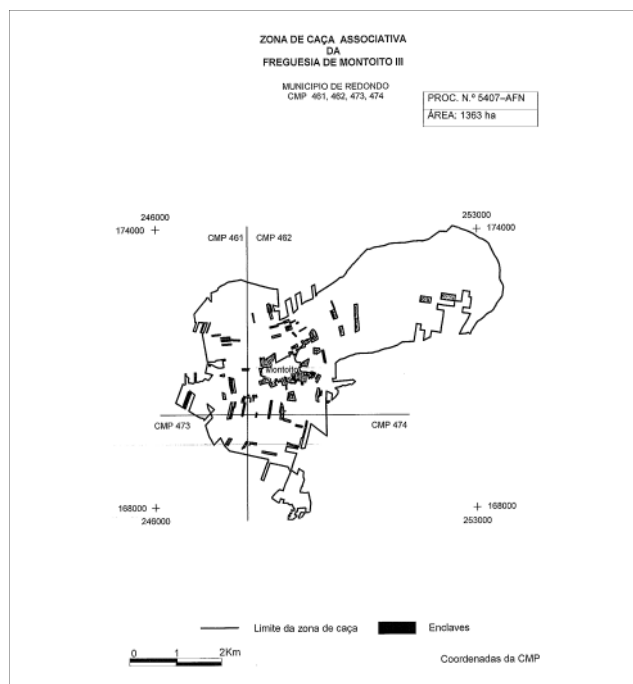 ZONA DE CAÇA ASSOCIATIVA
DA
FREGUESIA DE MONTOITO III
MUNICIPIO DE REDONDO
CMP 461, 462, 473, 474
PROC. N.º 5407–AFN
ÁREA: 1363 ha
246000
174000
253000
174000
CMP 461
CMP 462
Montoito
CMP 473
CMP 474
168000
246000
168000
253000
Limite da zona de caça
Enclaves
0 1 2Km
Coordenadas da CMP